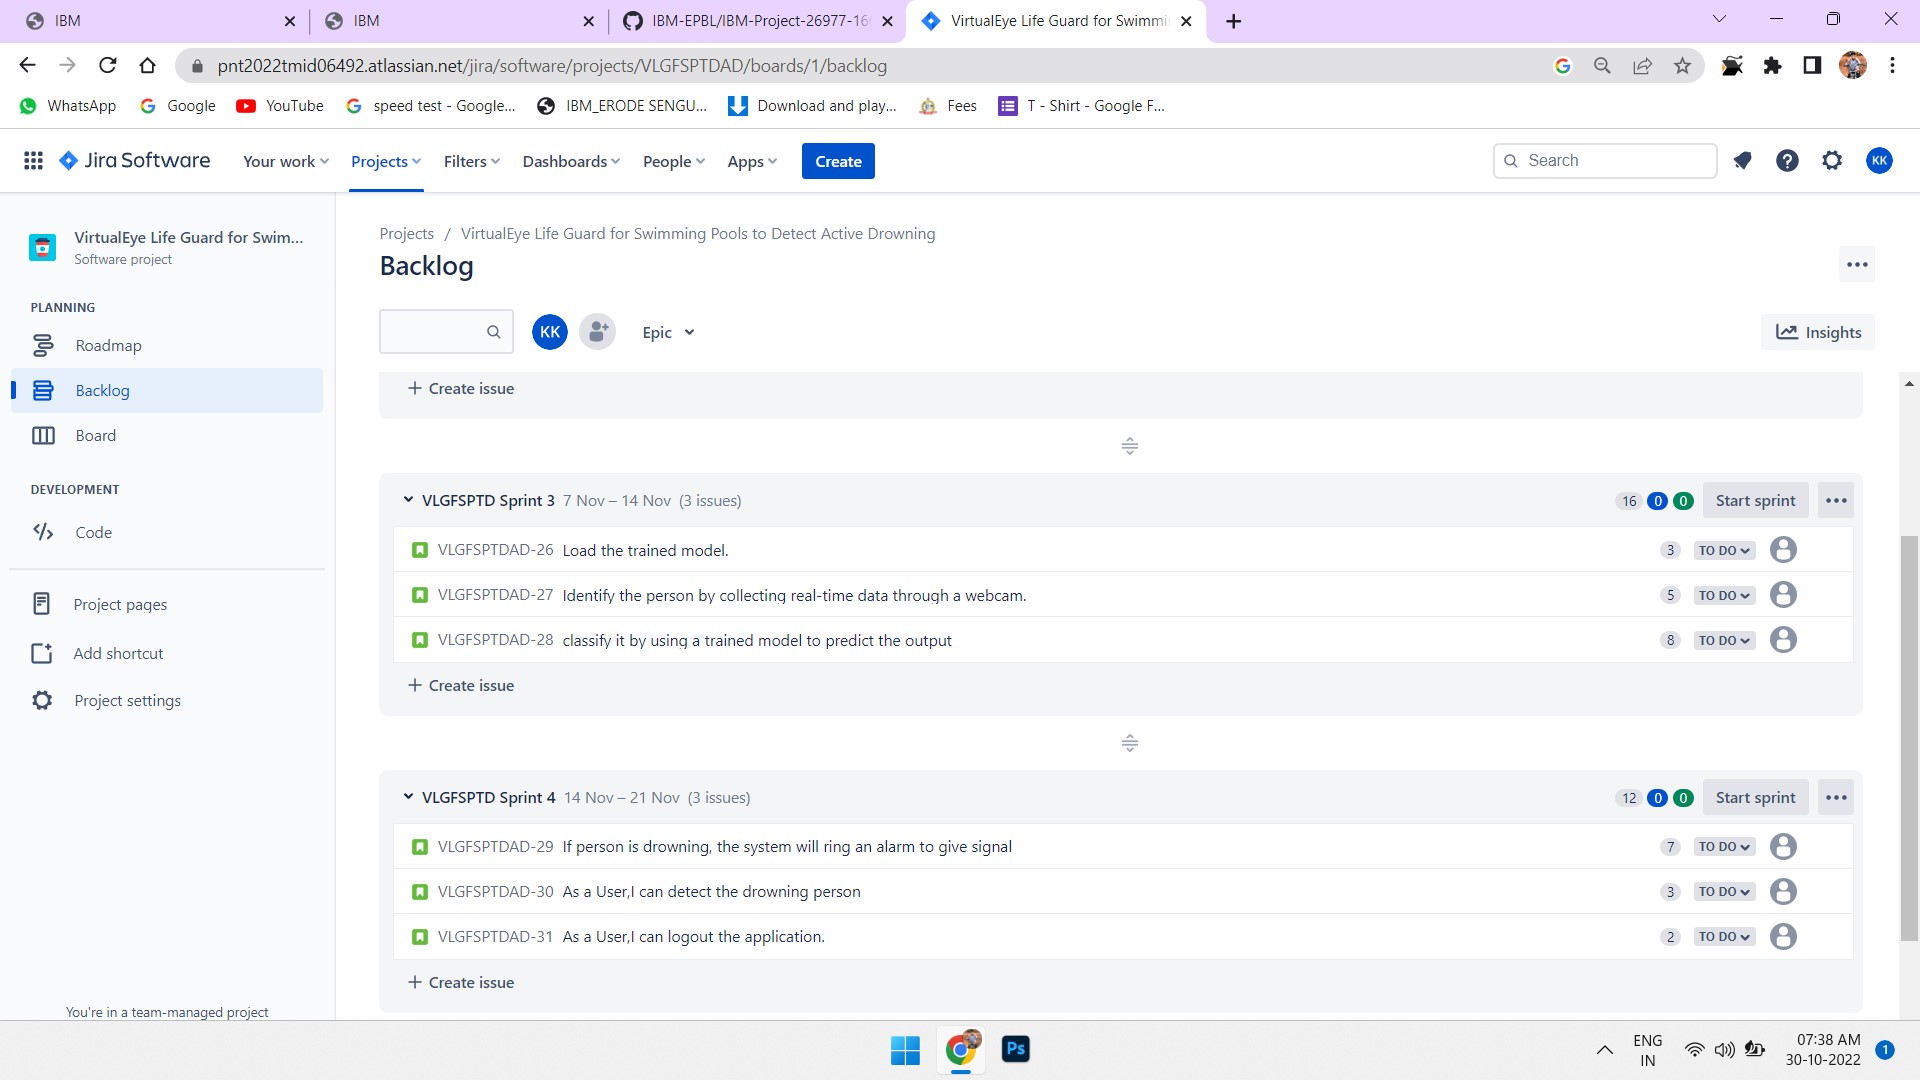 IBM
IBM
IBM-EPBL/IBM-Project-26977-16
VirtualEye Life Guard for Swimmi
pnt2022tmid06492.atlassian.net/jira/software/projects/VLGFSPTDAD/boards/1/backlog
WhatsApp
Google
YouTube
speed test - Google...
IBM_ERODE SENGU...
Download and play...
Fees
T - Shirt - Google F...
Jira Software
Your work
Projects
Filters
Dashboards
People
Apps
Create
Search
KK
VirtualEye Life Guard for Swim...
Software project
PLANNING
Roadmap
Backlog
Board
DEVELOPMENT
Code
Project pages
Add shortcut
Project settings
You're in a team-managed project
Projects / VirtualEye Life Guard for Swimming Pools to Detect Active Drowning
Backlog
KK
Epic
Insights
+ Create issue
VLGFSPTD Sprint 3 7 Nov – 14 Nov (3 issues) 16 0 0 Start sprint
VLGFSPTDAD-26 Load the trained model. 3 TO DO
VLGFSPTDAD-27 Identify the person by collecting real-time data through a webcam. 5 TO DO
VLGFSPTDAD-28 classify it by using a trained model to predict the output 8 TO DO
+ Create issue
VLGFSPTD Sprint 4 14 Nov – 21 Nov (3 issues) 12 0 0 Start sprint
VLGFSPTDAD-29 If person is drowning, the system will ring an alarm to give signal 7 TO DO
VLGFSPTDAD-30 As a User,I can detect the drowning person 3 TO DO
VLGFSPTDAD-31 As a User,I can logout the application. 2 TO DO
+ Create issue
Ps
ENG
IN
07:38 AM
30-10-2022
1